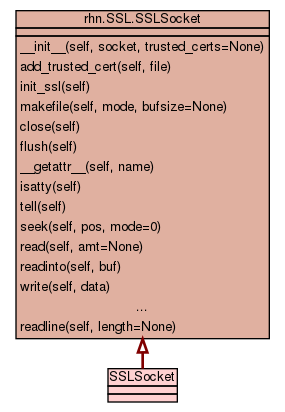 rhn.SSL.SSLSocket
__init__(self, socket, trusted_certs=None)
add_trusted_cert(self, file)
init_ssl(self)
makefile(self, mode, bufsize=None)
close(self)
flush(self)
__getattr__(self, name)
isatty(self)
tell(self)
seek(self, pos, mode=0)
read(self, amt=None)
readinto(self, buf)
write(self, data)
...
readline(self, length=None)
SSLSocket